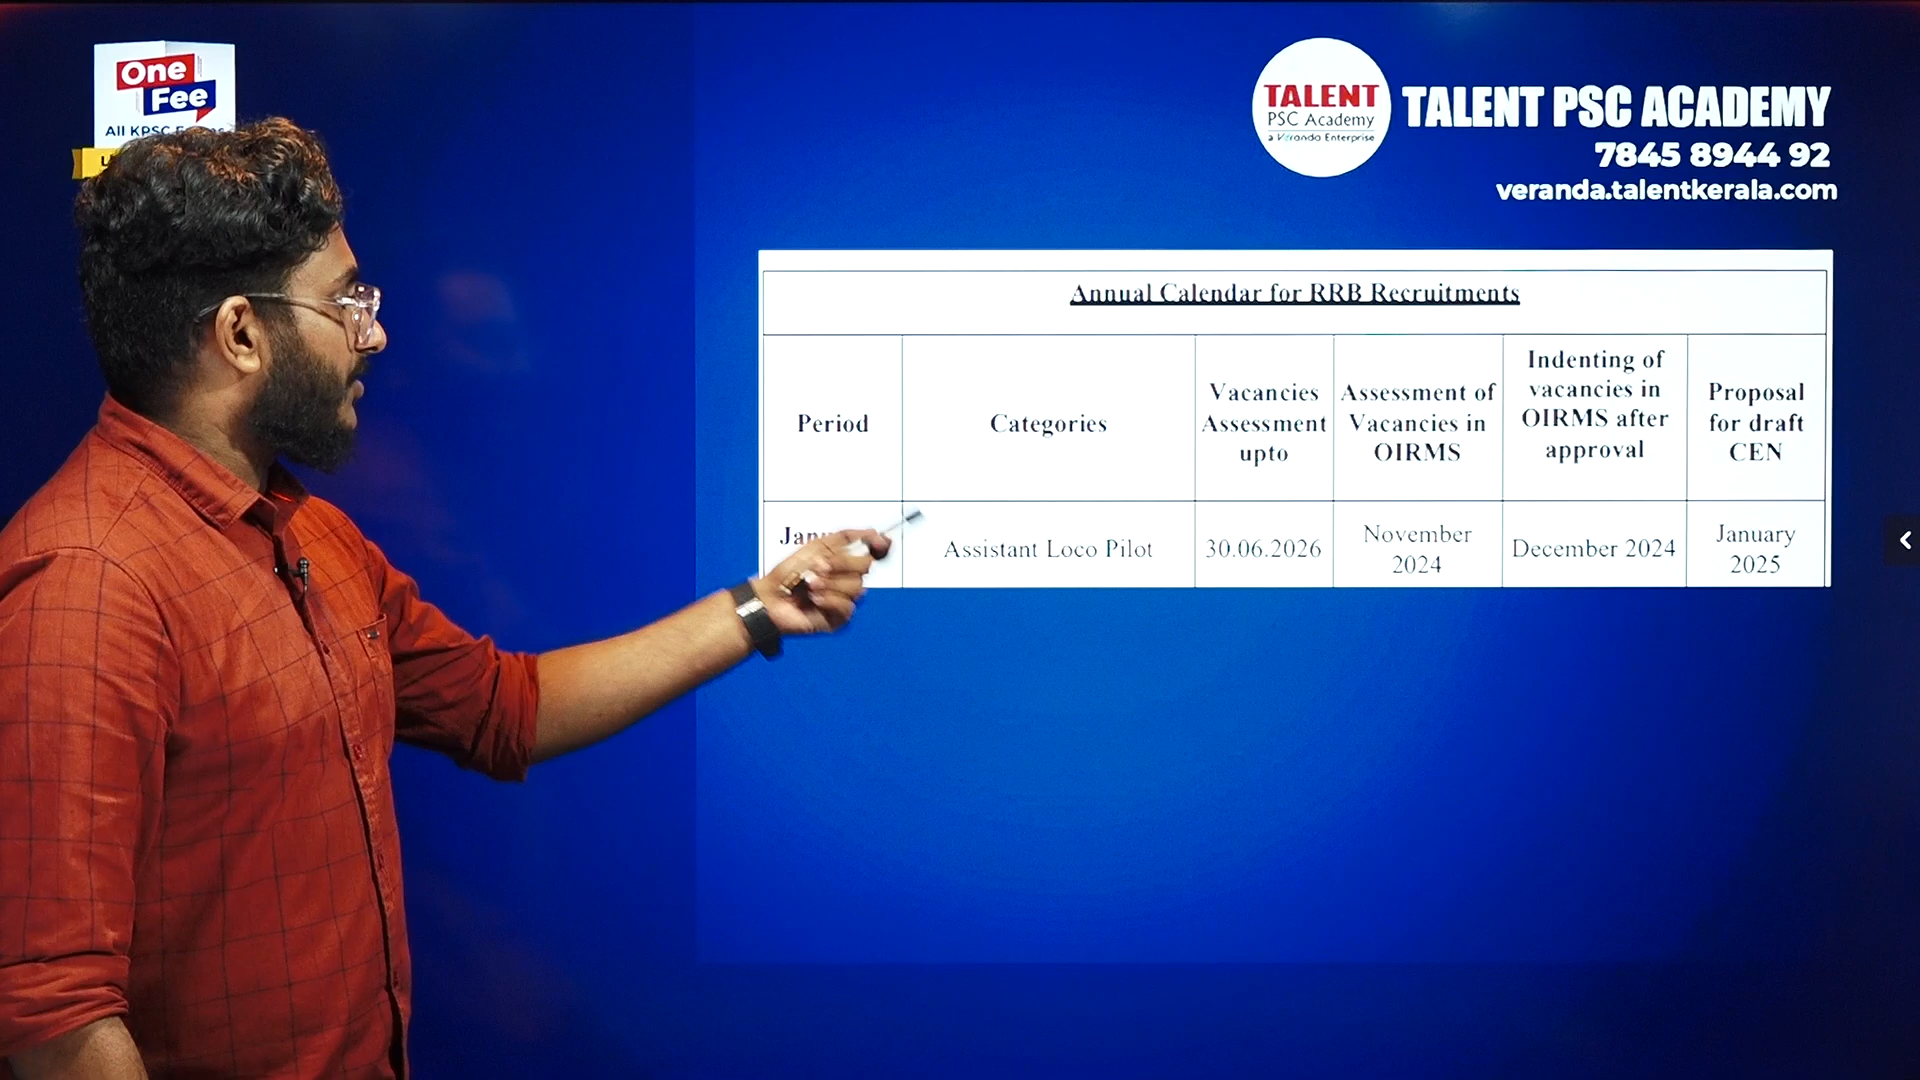 One
Fee
All KPSC
TALENT
PSC Academy
a Veranda Enterprise
TALENT PSC ACADEMY
7845 8944 92
veranda.talentkerala.com
Annual Calendar for RRB Recruitments
Period
Categories
Vacancies
Assessment
upto
Assessment of
Vacancies in
OIRMS
Indenting of
vacancies in
OIRMS after
approval
Proposal
for draft
CEN
Assistant Loco Pilot
30.06.2026
November
2024
December 2024
January
2025